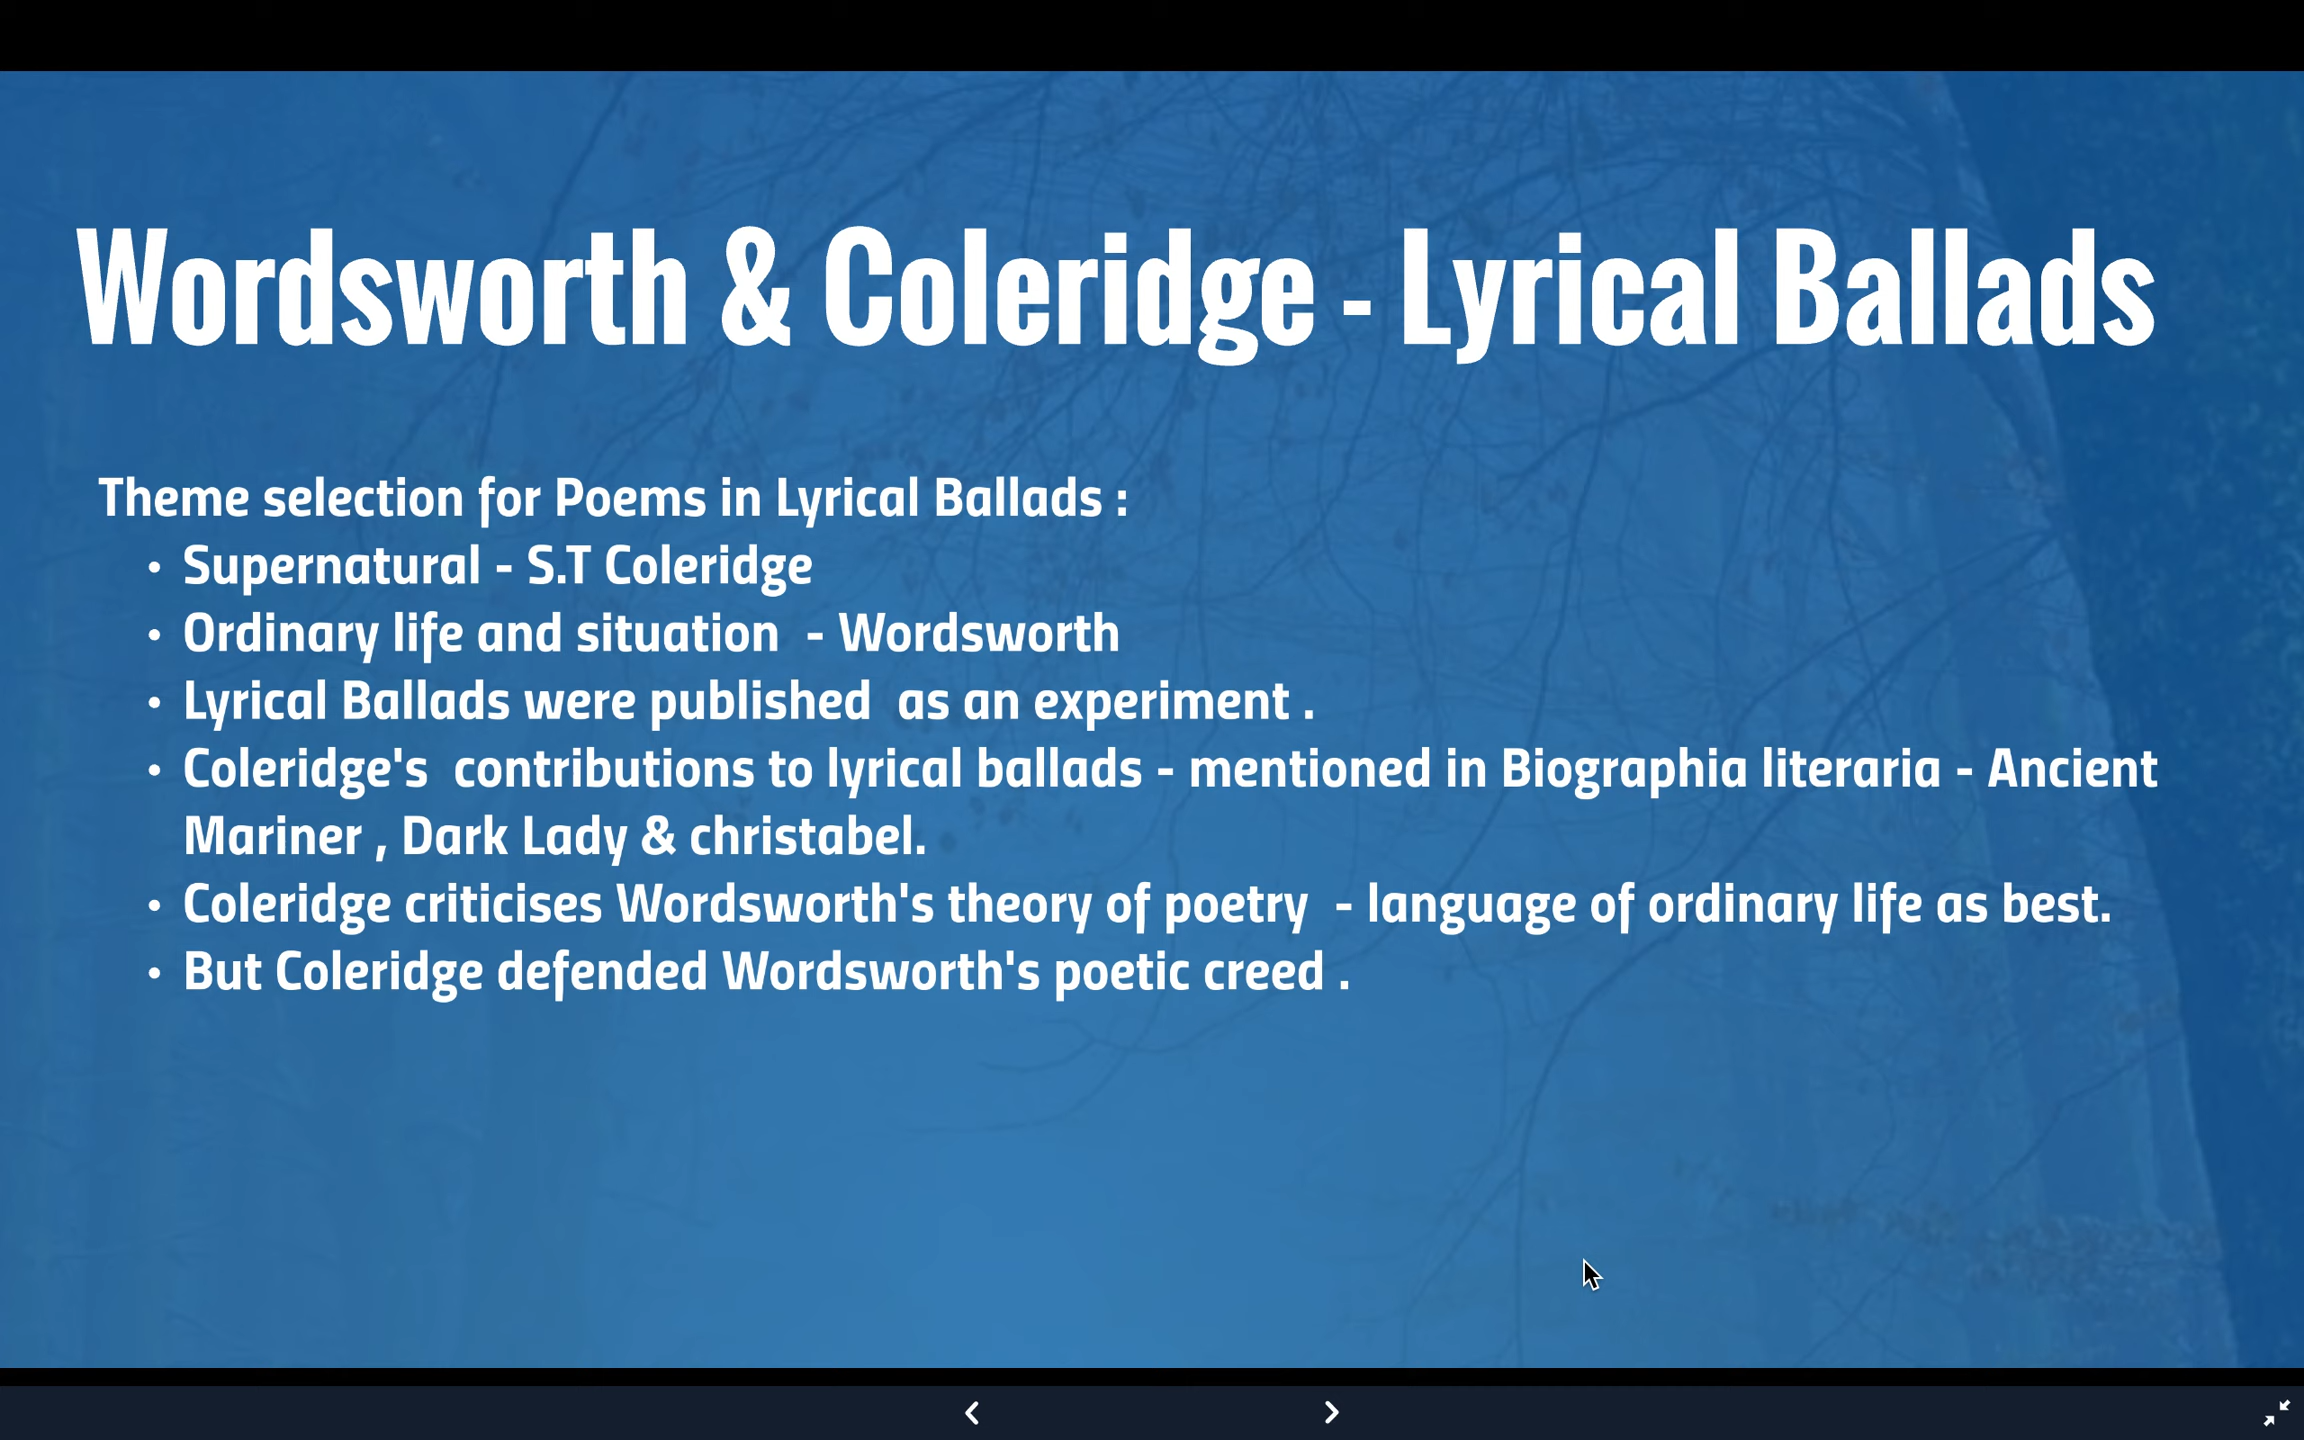 Wordsworth & Coleridge - Lyrical Ballads
Theme selection for Poems in Lyrical Ballads :
• Supernatural - S.T Coleridge
• Ordinary life and situation  - Wordsworth
• Lyrical Ballads were published  as an experiment .
• Coleridge's  contributions to lyrical ballads - mentioned in Biographia literaria - Ancient
Mariner , Dark Lady & christabel.
• Coleridge criticises Wordsworth's theory of poetry  - language of ordinary life as best.
• But Coleridge defended Wordsworth's poetic creed .